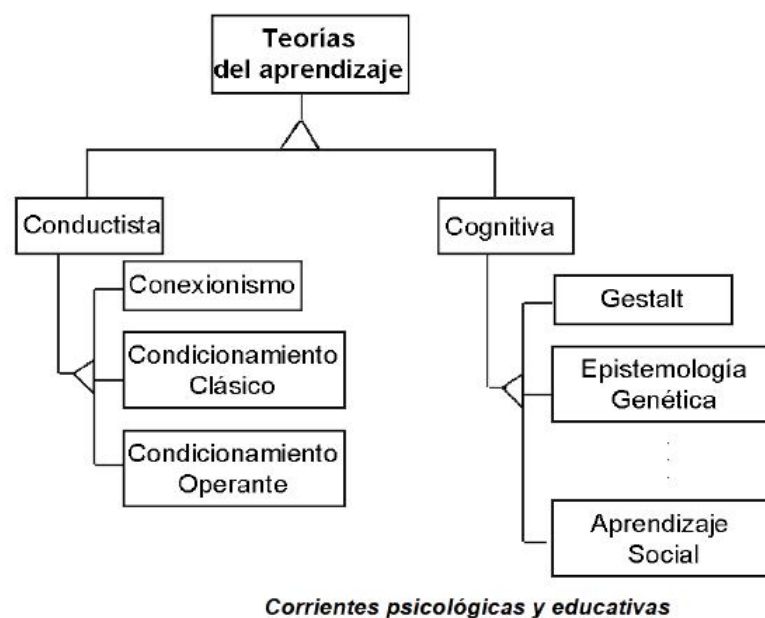 Teorías
del aprendizaje
Conductista
Conexionismo
Condicionamiento
Clásico
Condicionamiento
Operante
Cognitiva
Gestalt
Epistemología
Genética
Aprendizaje
Social
Corrientes psicológicas y educativas